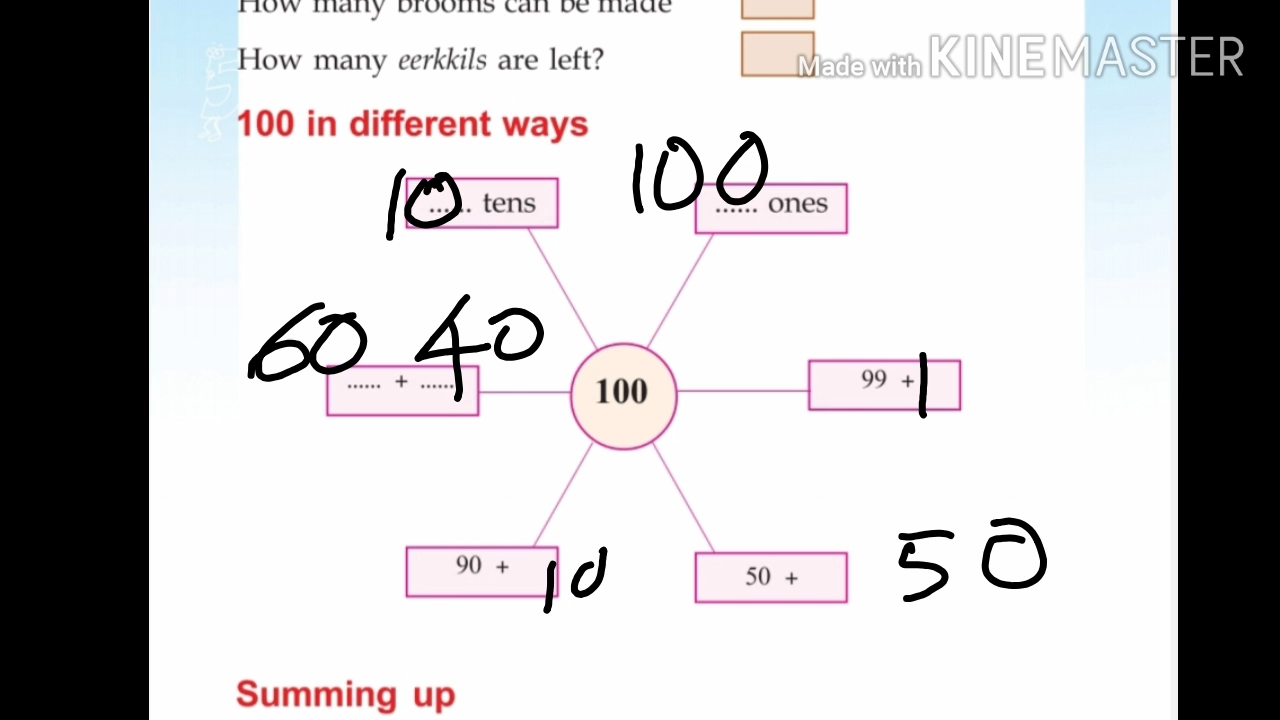 How many brooms can be made
How many eerkkils are left?
Made with KINEMASTER
100 in different ways
10 ...... tens
100 ...... ones
60 40
...... + ......
100
99 + 1
90 + 10
50 + 50
Summing up